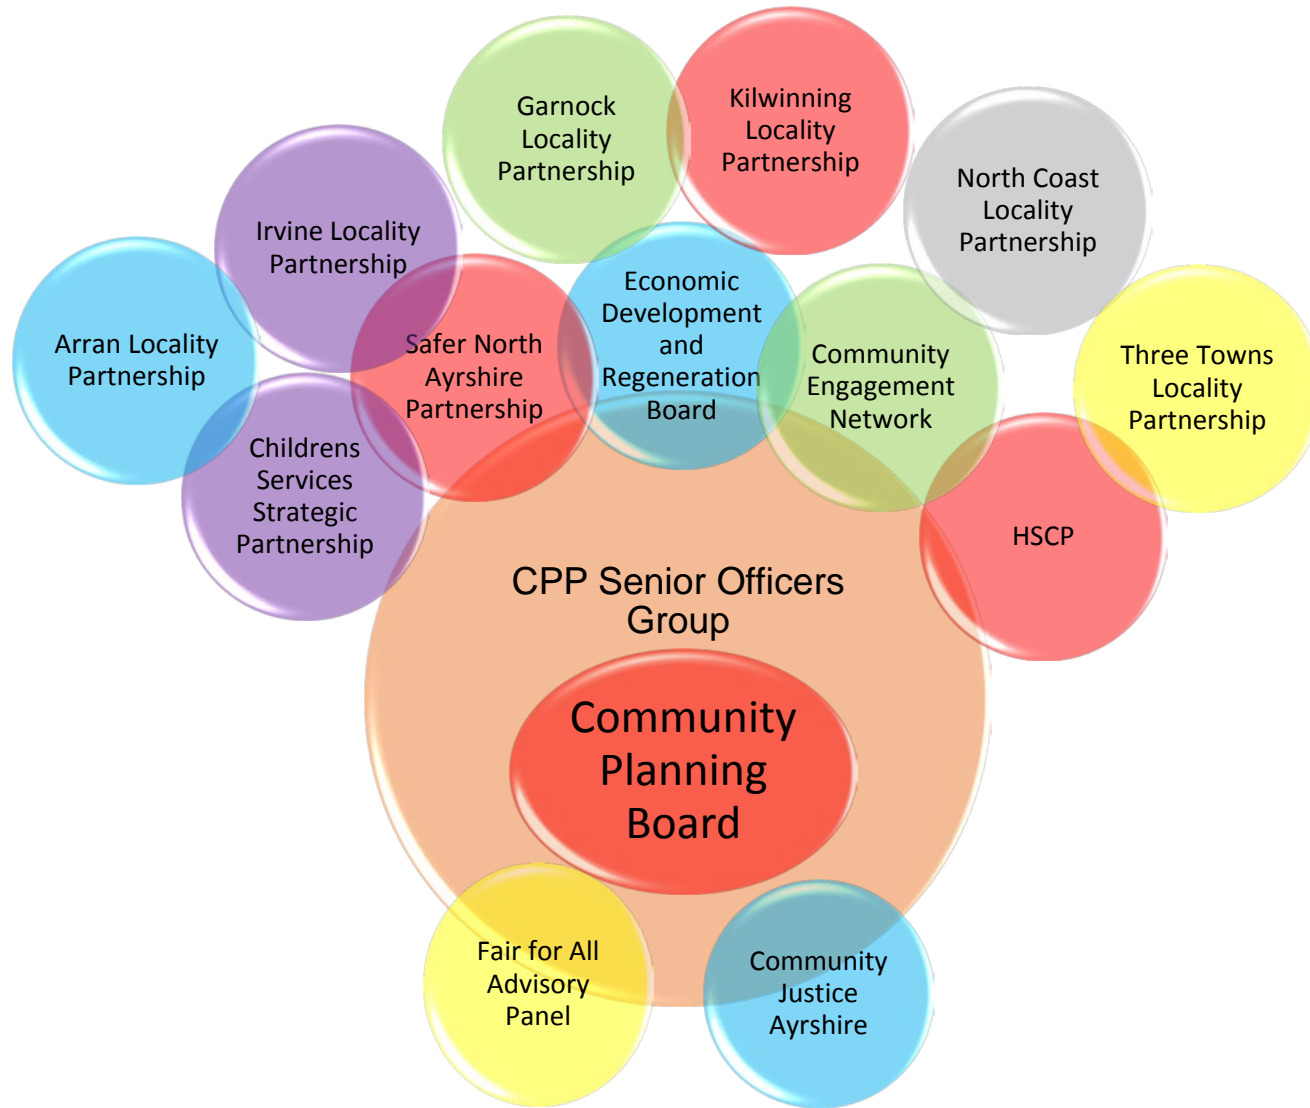 Garnock
Locality
Partnership
Kilwinning
Locality
Partnership
North Coast
Locality
Partnership
Irvine Locality
Partnership
Arran Locality
Partnership
Safer North
Ayrshire
Partnership
Economic
Development
and
Regeneration
Board
Community
Engagement
Network
Three Towns
Locality
Partnership
Childrens
Services
Strategic
Partnership
HSCP
CPP Senior Officers
Group
Community
Planning
Board
Fair for All
Advisory
Panel
Community
Justice
Ayrshire